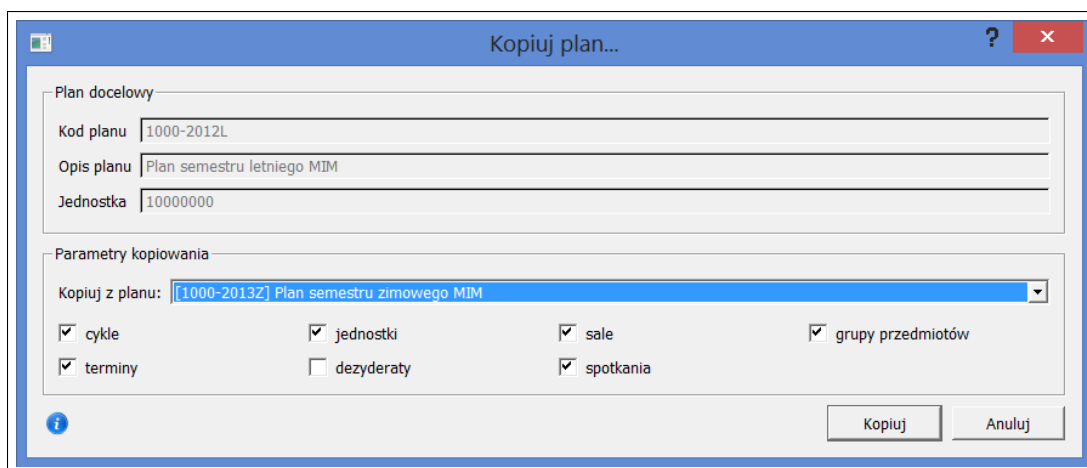 Kopiuj plan...
Plan docelowy
Kod planu 1000-2012L
Opis planu Plan semestru letniego MIM
Jednostka 10000000
Parametry kopiowania
Kopiuj z planu: [1000-2013Z] Plan semestru zimowego MIM
cykle jednostki sale grupy przedmiotów
terminy dezyderaty spotkania
Kopiuj Anuluj